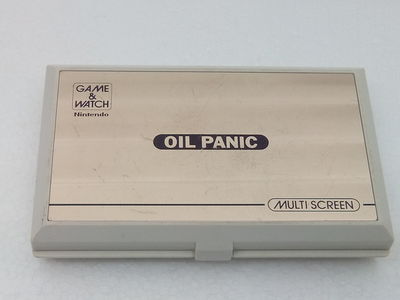 GAME
&
WATCH
Nintendo
OIL PANIC
MULTI SCREEN